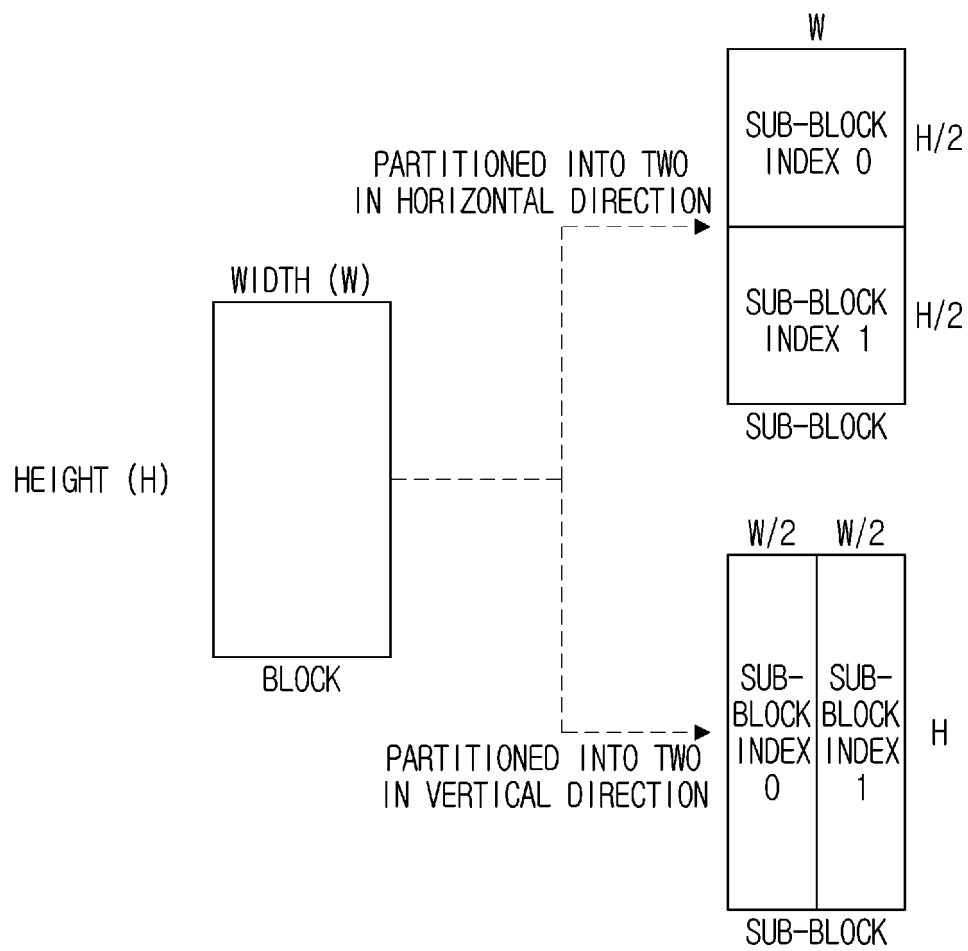 W
SUB-BLOCK
INDEX 0
H/2
PARTITIONED INTO TWO
IN HORIZONTAL DIRECTION
SUB-BLOCK
INDEX 1
H/2
SUB-BLOCK
WIDTH (W)
HEIGHT (H)
BLOCK
W/2 W/2
SUB-
BLOCK
INDEX
0
SUB-
BLOCK
INDEX
1
H
PARTITIONED INTO TWO
IN VERTICAL DIRECTION
SUB-BLOCK